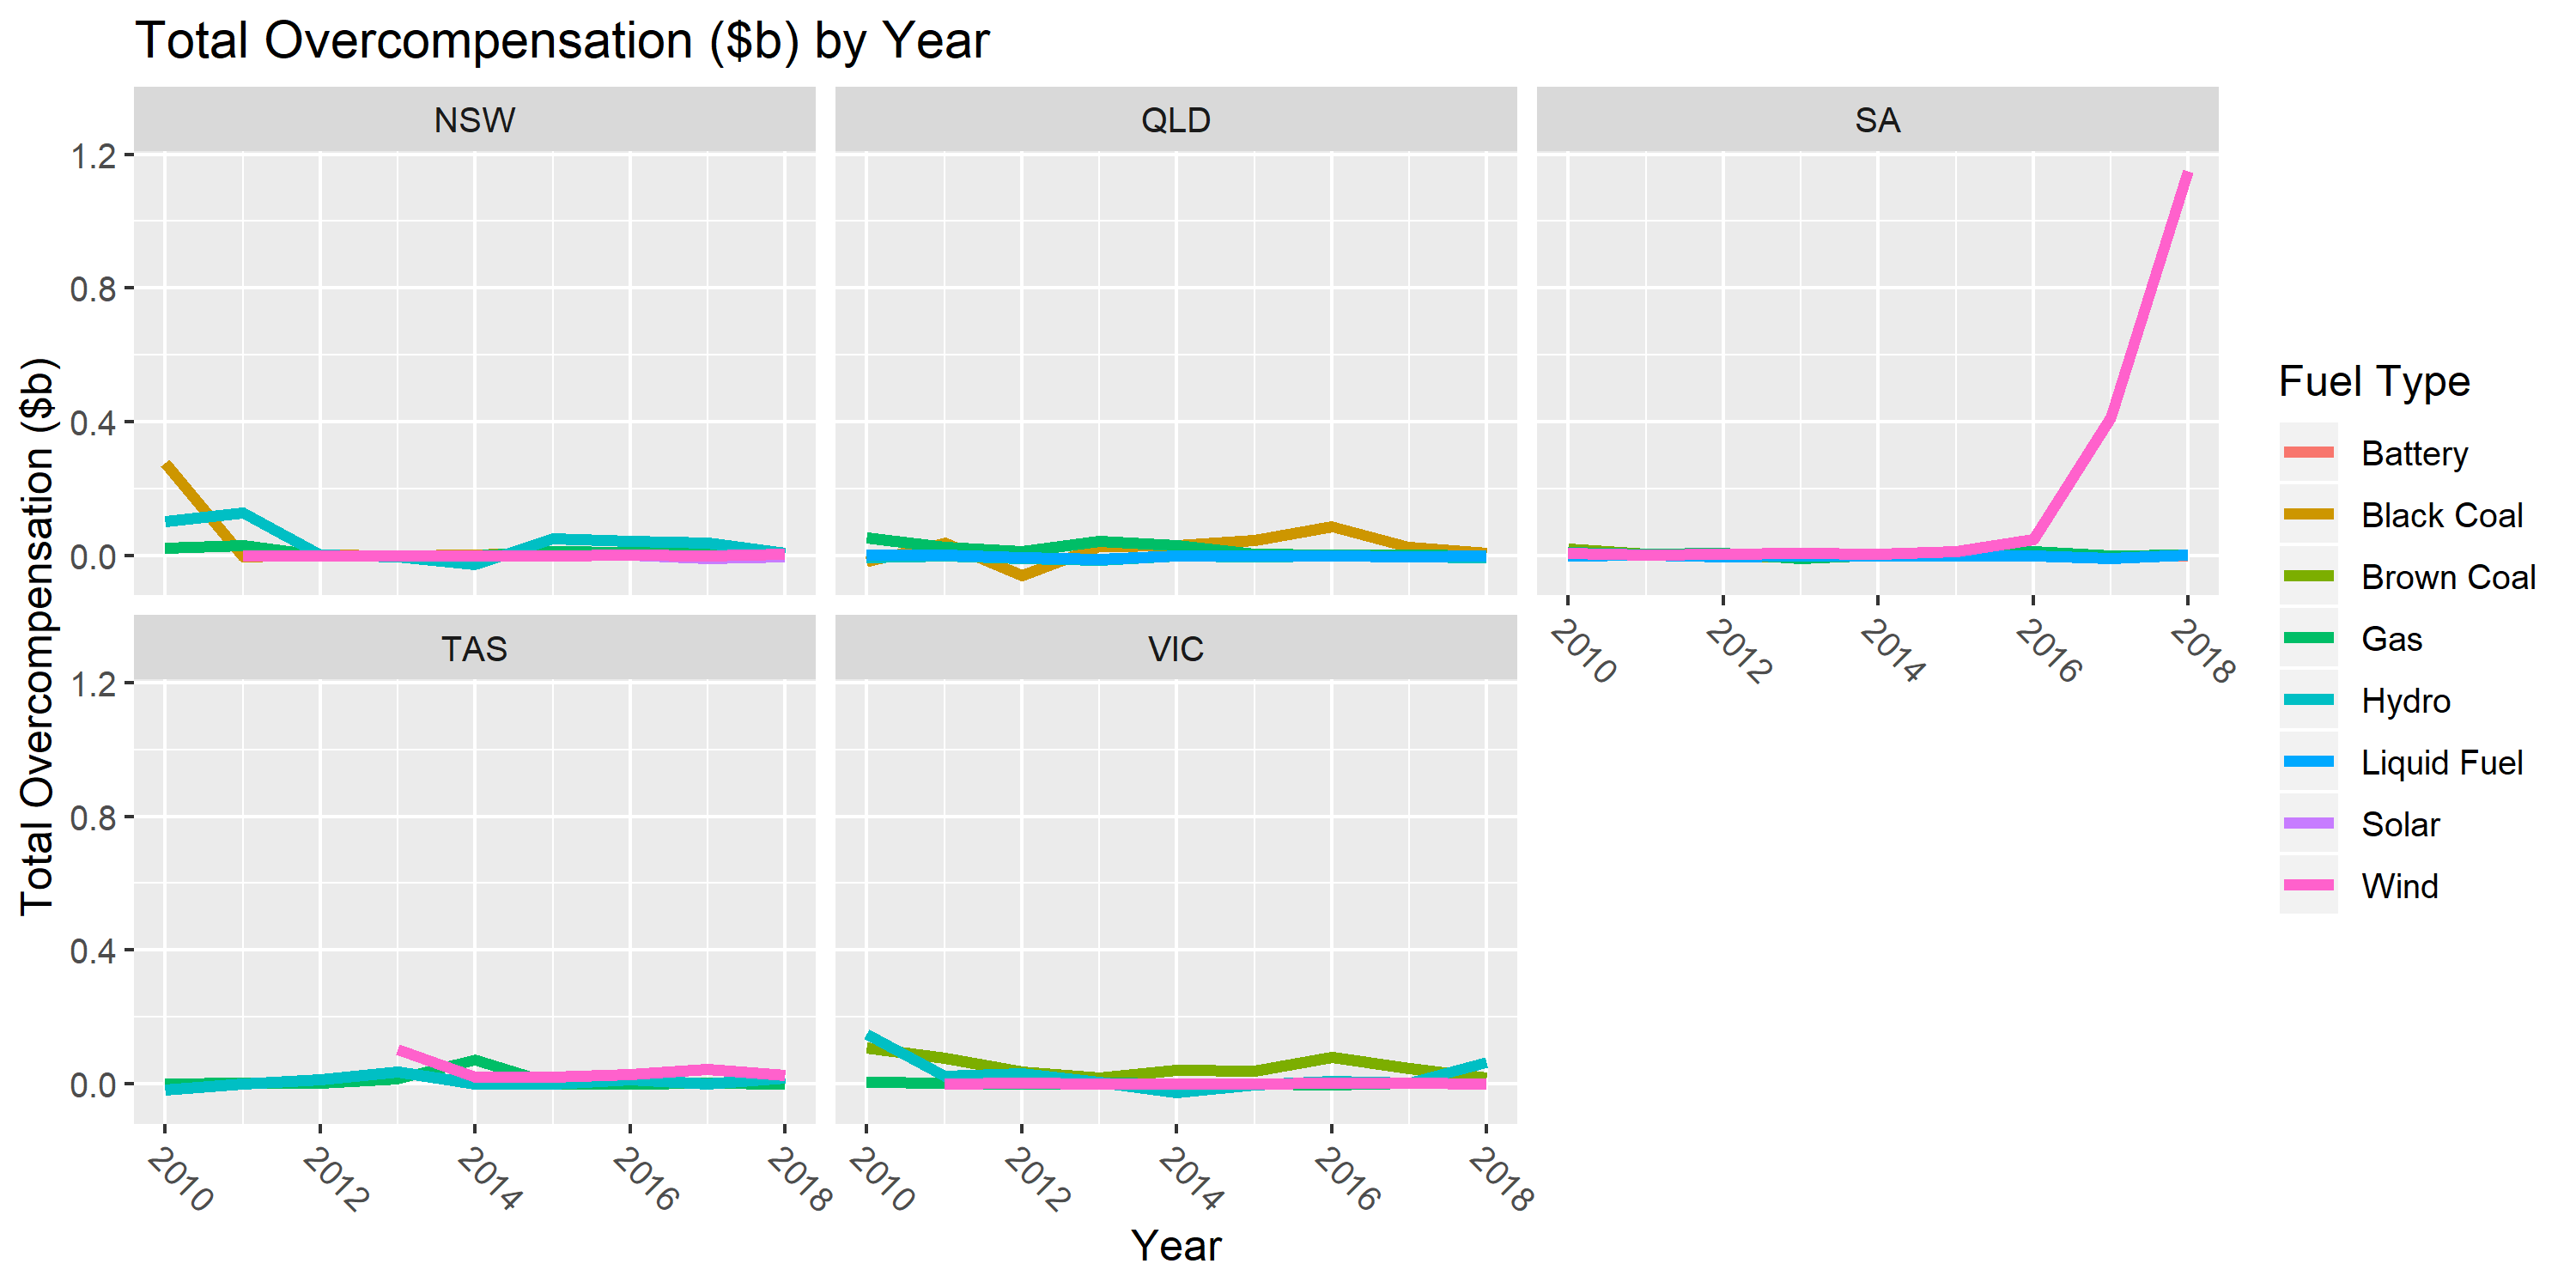 Total Overcompensation ($b) by Year
NSW
QLD
SA
1.2
0.8
0.4
0.0
2010
2012
2014
2016
2018
TAS
VIC
1.2
0.8
0.4
0.0
2010
2012
2014
2016
2018
2010
2012
2014
2016
2018
Year
Total Overcompensation ($b)
Fuel Type
Battery
Black Coal
Brown Coal
Gas
Hydro
Liquid Fuel
Solar
Wind